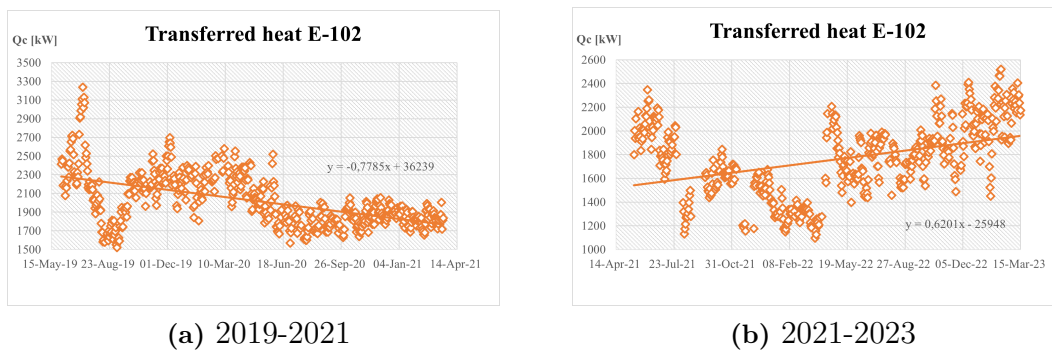 Transferred heat E-102
Qc [kW]
3500
3300
3100
2900
2700
2500
2300
2100
1900
1700
1500
y = -0,7785x + 36239
15-May-19 23-Aug-19 01-Dec-19 10-Mar-20 18-Jun-20 26-Sep-20 04-Jan-21 14-Apr-21
(a) 2019-2021
Transferred heat E-102
Qc [kW]
2600
2400
2200
2000
1800
1600
1400
1200
1000
y = 0,6201x - 25948
14-Apr-21 23-Jul-21 31-Oct-21 08-Feb-22 19-May-22 27-Aug-22 05-Dec-22 15-Mar-23
(b) 2021-2023